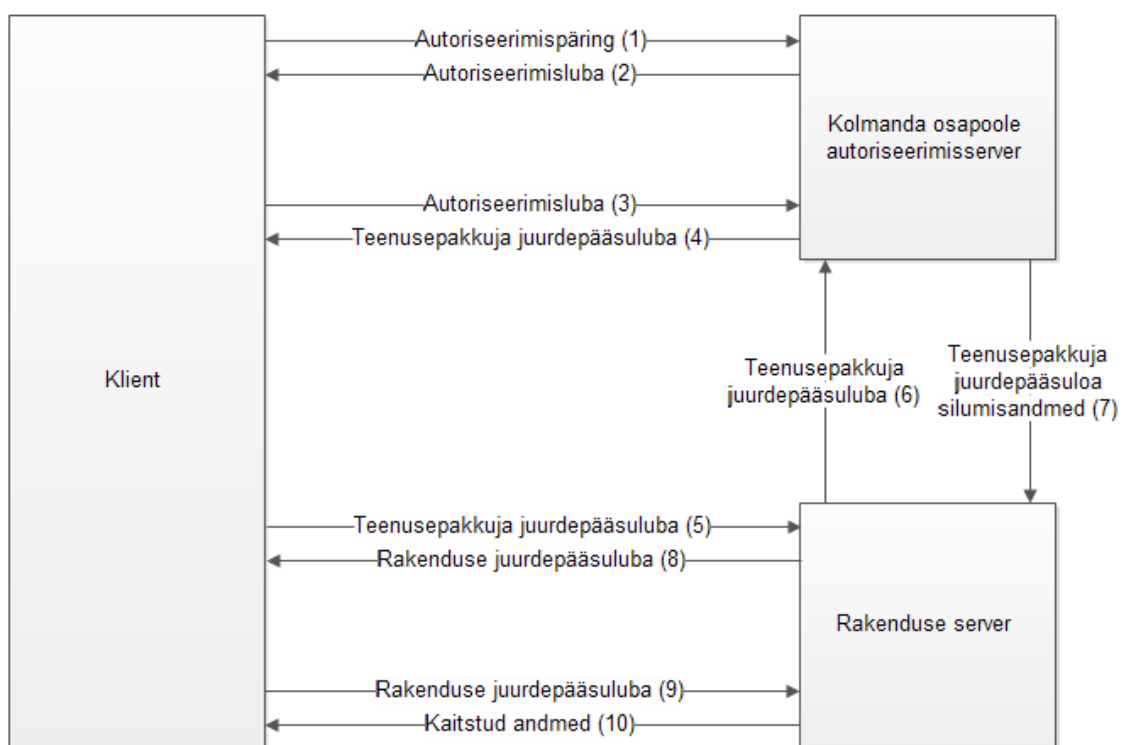 Autoriseerimispäring (1)
Autoriseerimisluba (2)
Kolmanda osapoole
autoriseerimisserver
Autoriseerimisluba (3)
Teenusepakkuja juurdepääsuluba (4)
Klient
Teenusepakkuja
juurdepääsuluba (6)
Teenusepakkuja
juurdepääsuloa
silumisandmed (7)
Teenusepakkuja juurdepääsuluba (5)
Rakenduse juurdepääsuluba (8)
Rakenduse server
Rakenduse juurdepääsuluba (9)
Kaitstud andmed (10)